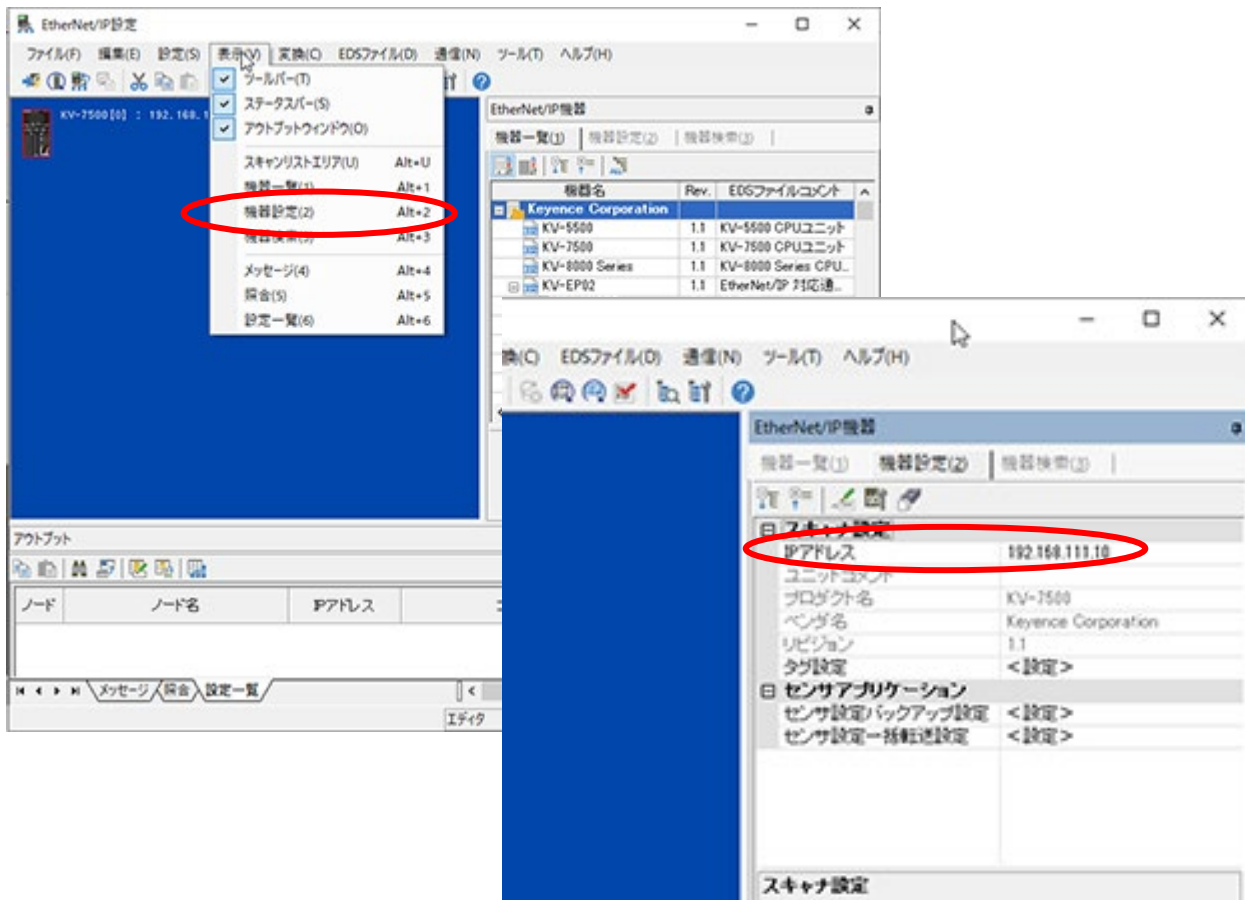 EtherNet/IP設定
ファイル(F) 編集(E) 設定(S) 表示(V) 変換(C) EDSファイル(D) 通信(N) ツール(T) ヘルプ(H)
ツールバー(T)
ステータスバー(S)
アウトプットウィンドウ(O)
スキャンリストエリア(U) Alt+U
機器一覧(1) Alt+1
機器設定(2) Alt+2
機器検索(3) Alt+3
メッセージ(4) Alt+4
照合(5) Alt+5
設定一覧(6) Alt+6
KV-7500[0] : 192.168.1
EtherNet/IP機器
機器一覧(1) 機器設定(2) 機器検索(3)
機器名 Rev. EDSファイルコメント
Keyence Corporation
KV-5500 1.1 KV-5500 CPUユニット
KV-7500 1.1 KV-7500 CPUユニット
KV-8000 Series 1.1 KV-8000 Series CPU...
KV-EP02 1.1 EtherNet/IP 対応通...
アウトプット
ノード ノード名 IPアドレス
メッセージ 照合 設定一覧
エディタ
換(C) EDSファイル(D) 通信(N) ツール(T) ヘルプ(H)
EtherNet/IP機器
機器一覧(1) 機器設定(2) 機器検索(3)
スキャナ設定
IPアドレス 192.168.111.10
ユニットコメント
プロダクト名 KV-7500
ベンダ名 Keyence Corporation
リビジョン 1.1
タグ設定 <設定>
センサアプリケーション
センサ設定バックアップ設定 <設定>
センサ設定一括転送設定 <設定>
スキャナ設定